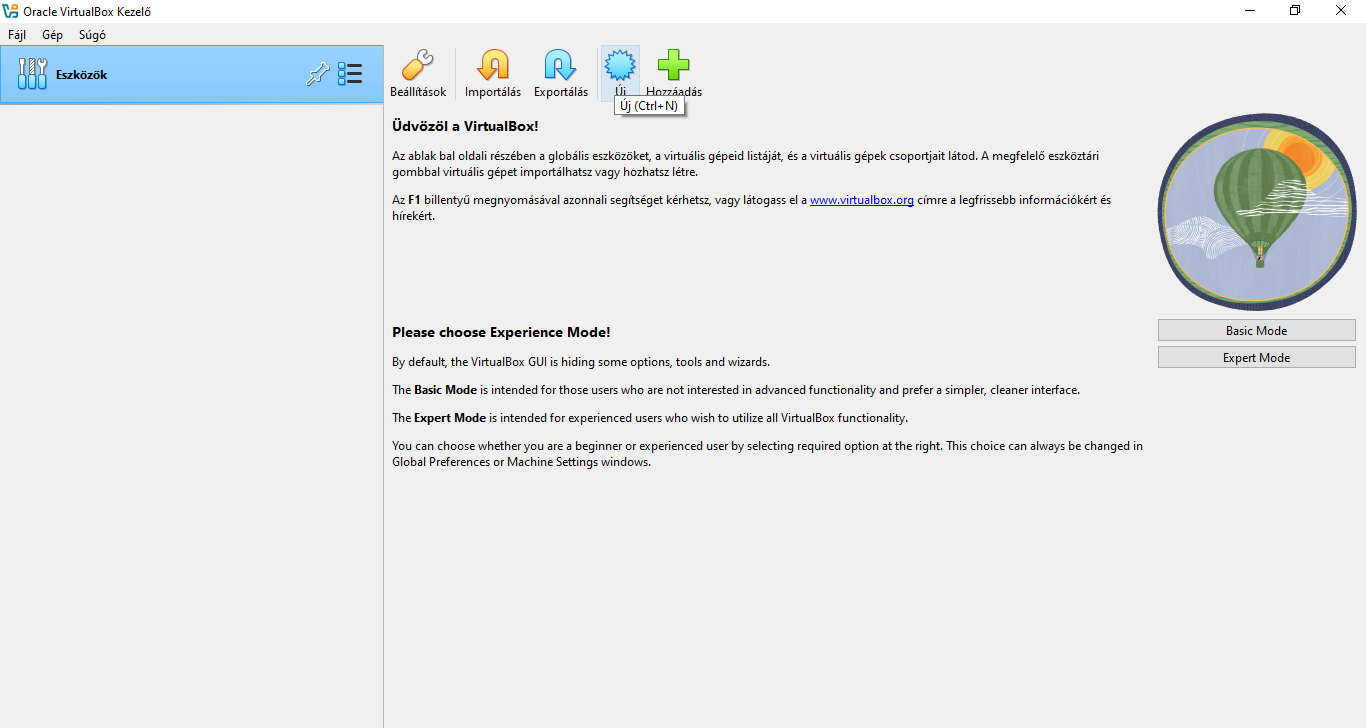 Oracle VirtualBox Kezelő
Fájl Gép Súgó
Eszközök
Beállítások Importálás Exportálás Új Hozzáadás
Új (Ctrl+N)
Üdvözöl a VirtualBox!
Az ablak bal oldali részében a globális eszközöket, a virtuális gépeid listáját, és a virtuális gépek csoportjait látod. A megfelelő eszköztári
gombbal virtuális gépet importálhatsz vagy hozhatsz létre.
Az F1 billentyű megnyomásával azonnali segítséget kérhetsz, vagy látogass el a www.virtualbox.org címre a legfrissebb információkért és
hírekért.
Please choose Experience Mode!
By default, the VirtualBox GUI is hiding some options, tools and wizards.
The Basic Mode is intended for those users who are not interested in advanced functionality and prefer a simpler, cleaner interface.
The Expert Mode is intended for experienced users who wish to utilize all VirtualBox functionality.
You can choose whether you are a beginner or experienced user by selecting required option at the right. This choice can always be changed in
Global Preferences or Machine Settings windows.
Basic Mode
Expert Mode